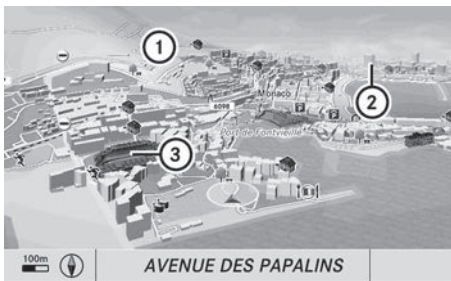 1
2
Monaco
6098
P
P
P
Port de Fontvieille
3
100m
AVENUE DES PAPALINS